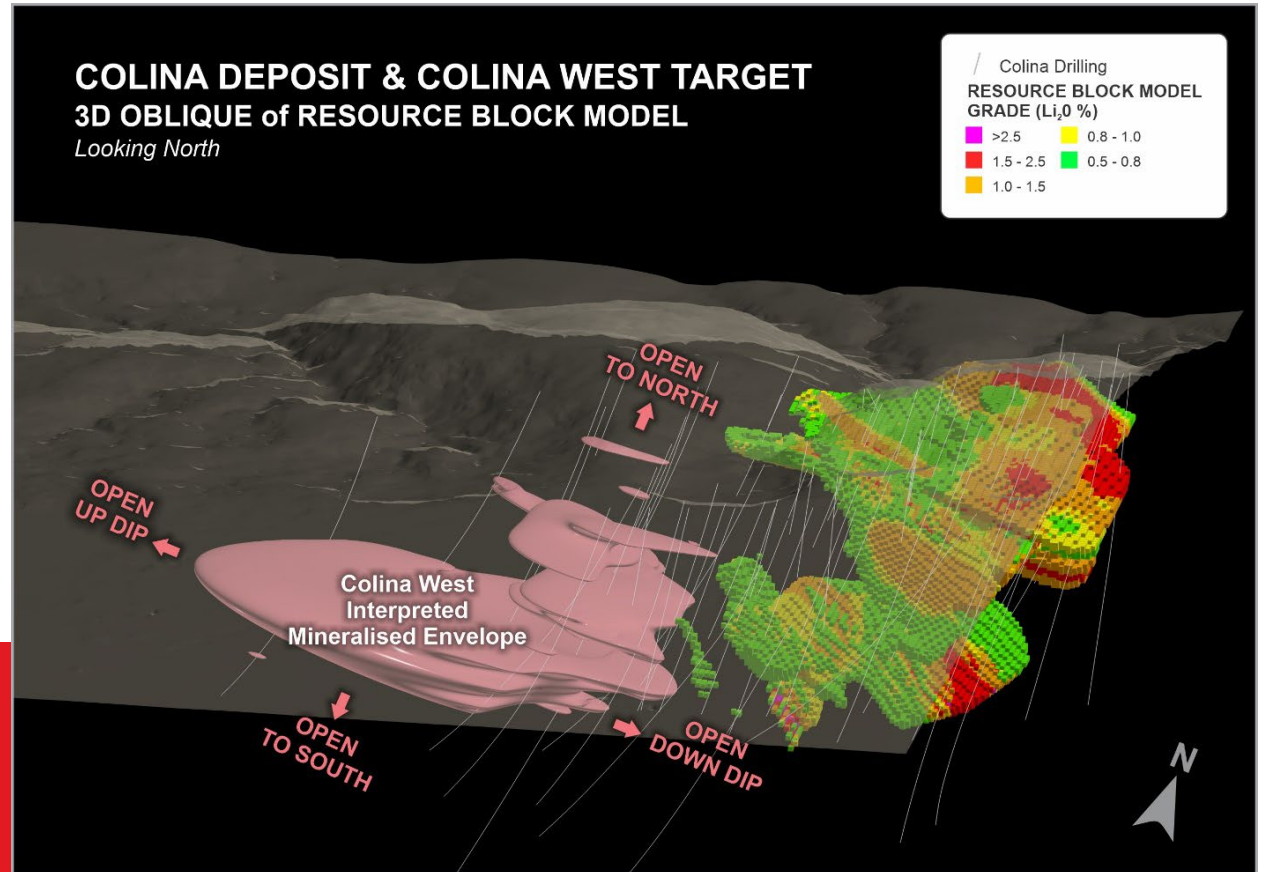 COLINA DEPOSIT & COLINA WEST TARGET
3D OBLIQUE of RESOURCE BLOCK MODEL
Looking North
Colina Drilling
RESOURCE BLOCK MODEL
GRADE (Li₂0 %)
>2.5
0.8 - 1.0
1.5 - 2.5
0.5 - 0.8
1.0 - 1.5
OPEN
TO NORTH
OPEN
UP DIP
Colina West
Interpreted
Mineralised Envelope
OPEN
TO SOUTH
OPEN
DOWN DIP
N